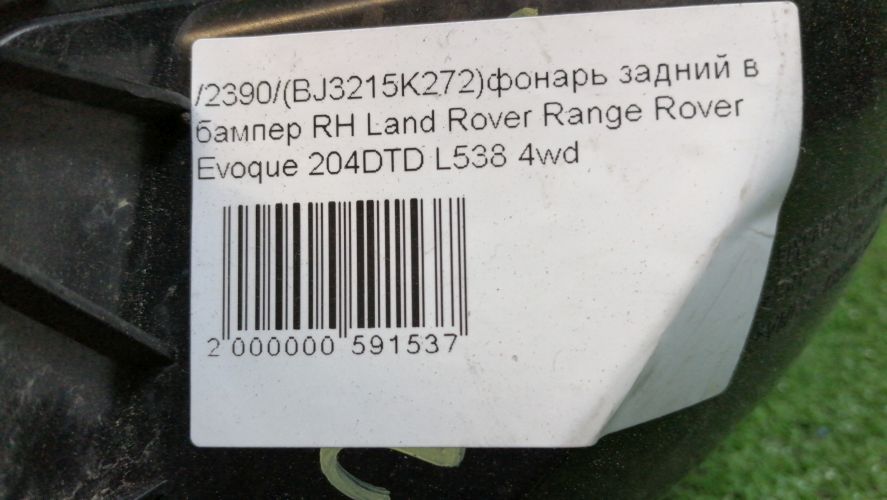 /2390/(BJ3215K272)фонарь задний в
бампер RH Land Rover Range Rover
Evoque 204DTD L538 4wd
2 000000 591537